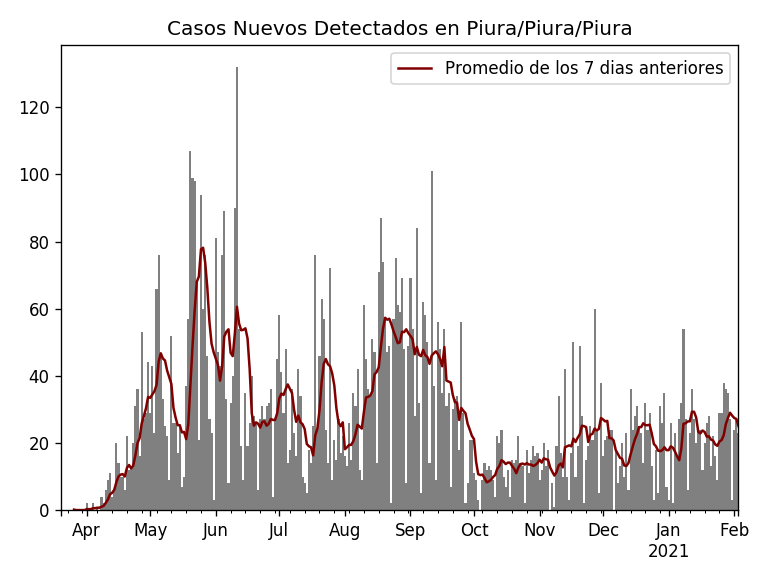 Casos Nuevos Detectados en Piura/Piura/Piura
Promedio de los 7 dias anteriores
120
100
80
60
40
20
0
Apr May Jun Jul Aug Sep Oct Nov Dec Jan Feb
2021